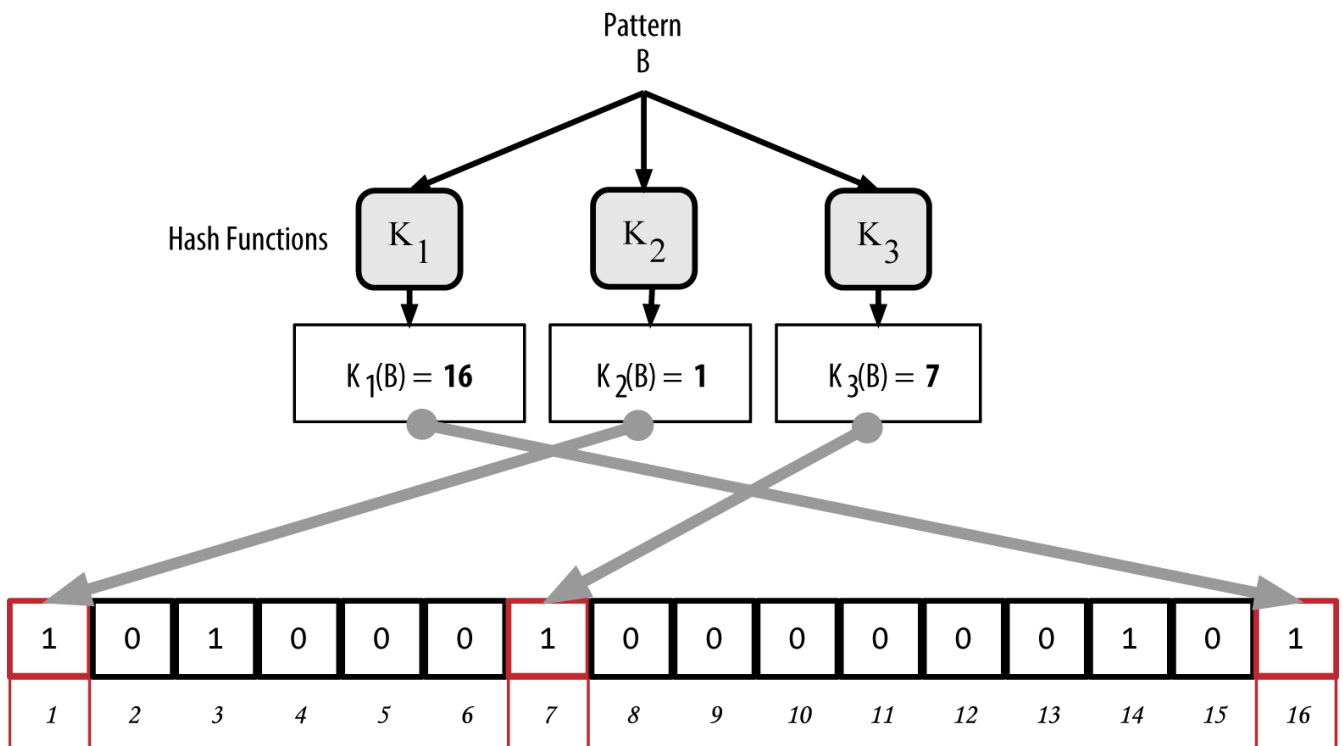 Pattern
B
Hash Functions
K1
K2
K3
K1(B) = 16
K2(B) = 1
K3(B) = 7
1 0 1 0 0 0 1 0 0 0 0 0 0 1 0 1
1 2 3 4 5 6 7 8 9 10 11 12 13 14 15 16